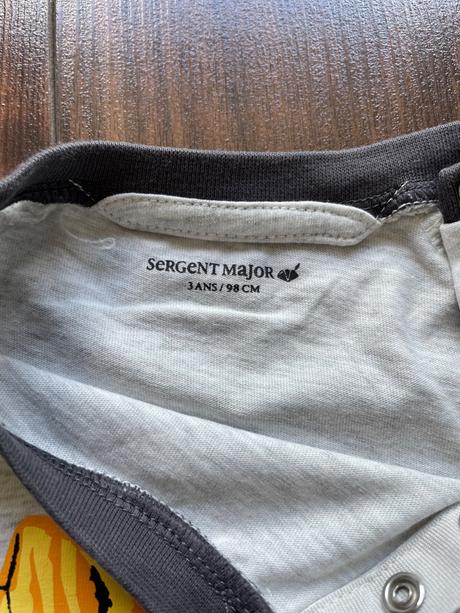 SeRGeNT MaJOR
3 ANS / 98 CM